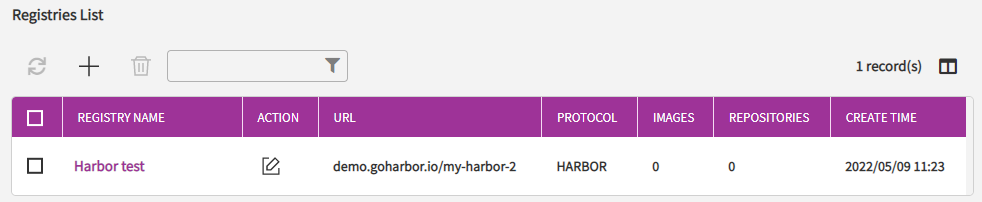 Registries List
1 record(s)
REGISTRY NAME ACTION URL PROTOCOL IMAGES REPOSITORIES CREATE TIME
Harbor test demo.goharbor.io/my-harbor-2 HARBOR 0 0 2022/05/09 11:23